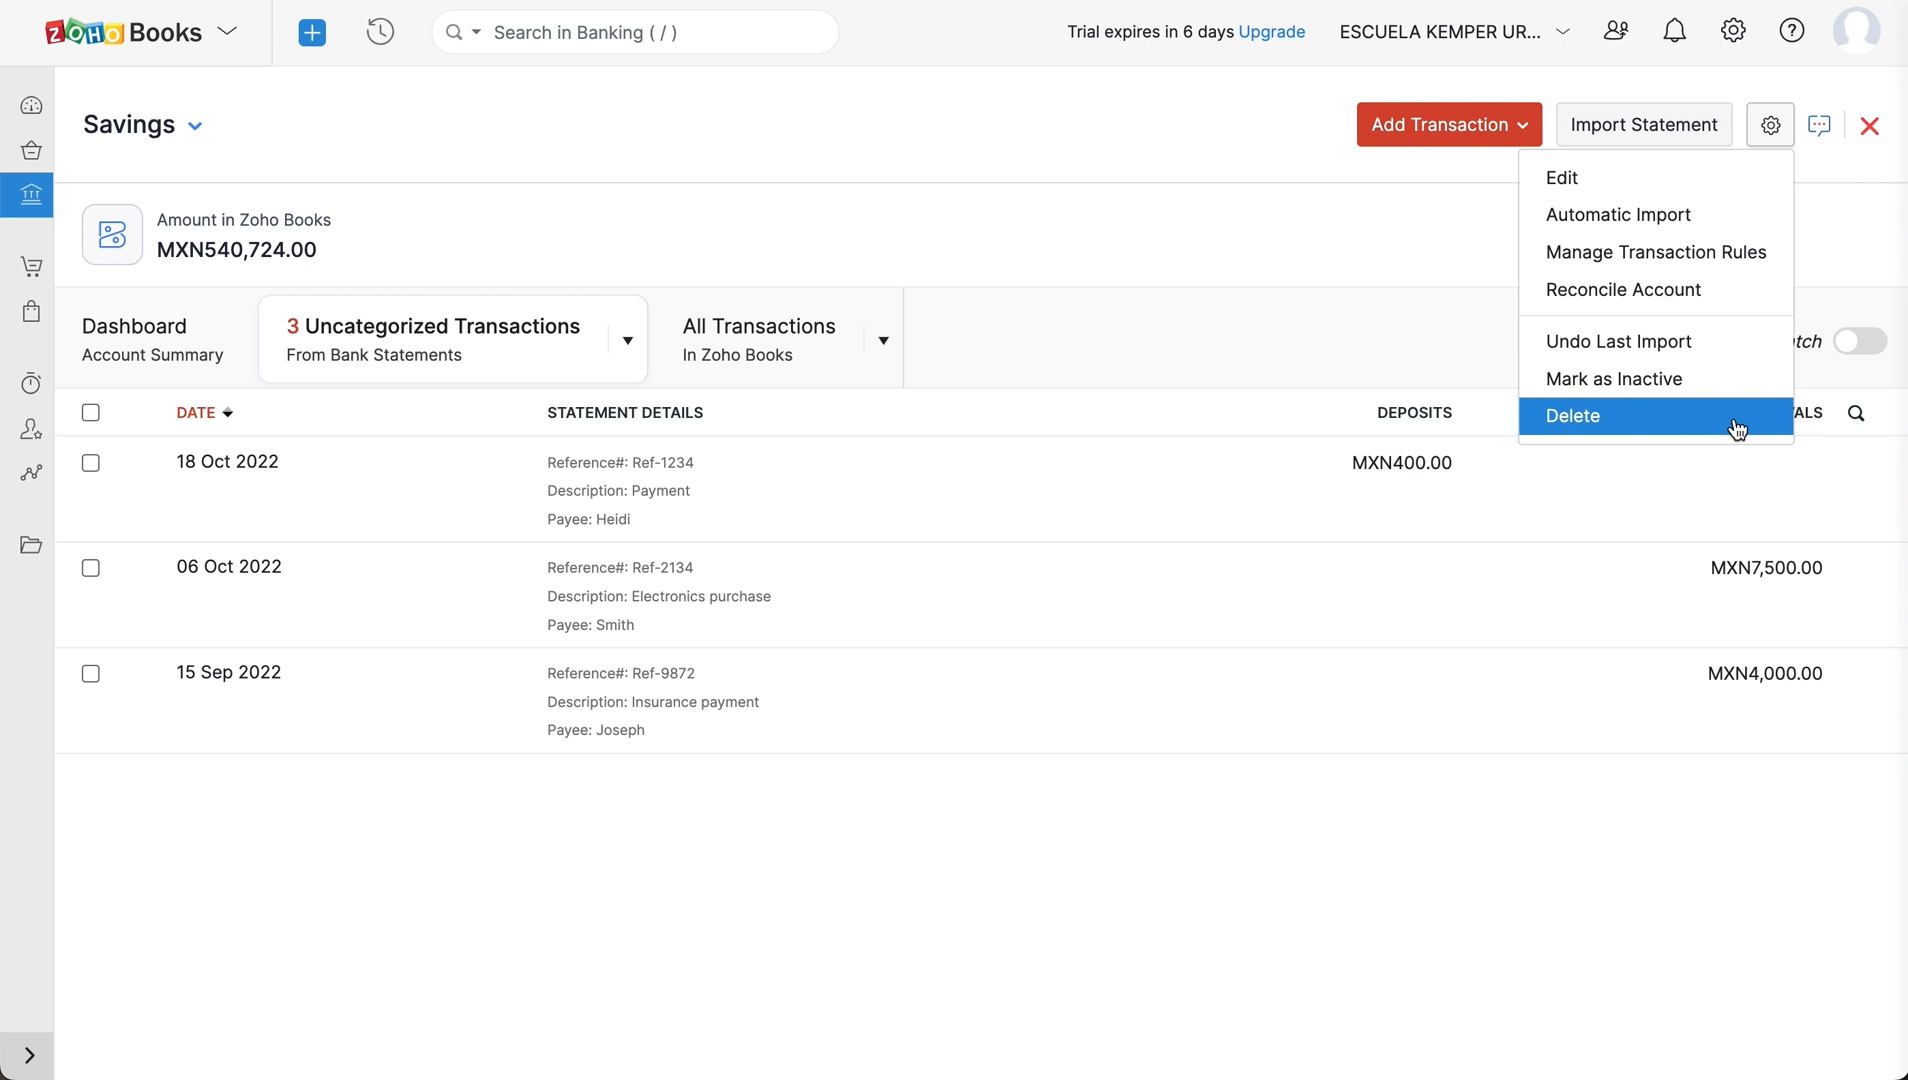 ZOHO Books
Search in Banking ( / )
Trial expires in 6 days Upgrade
ESCUELA KEMPER UR...
Savings
Add Transaction
Import Statement
Edit
Automatic Import
Manage Transaction Rules
Reconcile Account
Undo Last Import
Mark as Inactive
Delete
Amount in Zoho Books
MXN540,724.00
Dashboard
Account Summary
3 Uncategorized Transactions
From Bank Statements
All Transactions
In Zoho Books
DATE STATEMENT DETAILS DEPOSITS
18 Oct 2022 Reference#: Ref-1234 MXN400.00
Description: Payment
Payee: Heidi
06 Oct 2022 Reference#: Ref-2134 MXN7,500.00
Description: Electronics purchase
Payee: Smith
15 Sep 2022 Reference#: Ref-9872 MXN4,000.00
Description: Insurance payment
Payee: Joseph